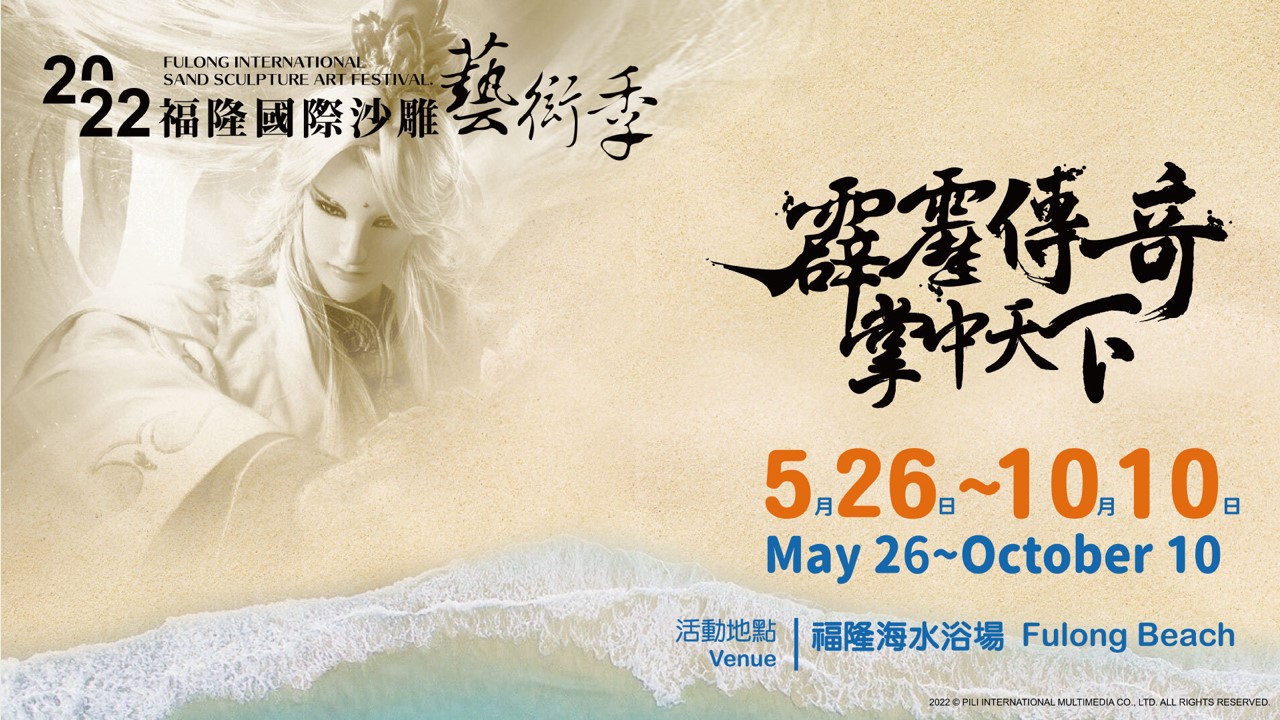 2022
FULONG INTERNATIONAL
SAND SCULPTURE ART FESTIVAL.
福隆國際沙雕藝術季
霹靂傳奇
掌中天下
5月26日~10月10日
May 26~October 10
活動地點
Venue
福隆海水浴場 Fulong Beach
2022 © PILI INTERNATIONAL MULTIMEDIA CO., LTD. ALL RIGHTS RESERVED.